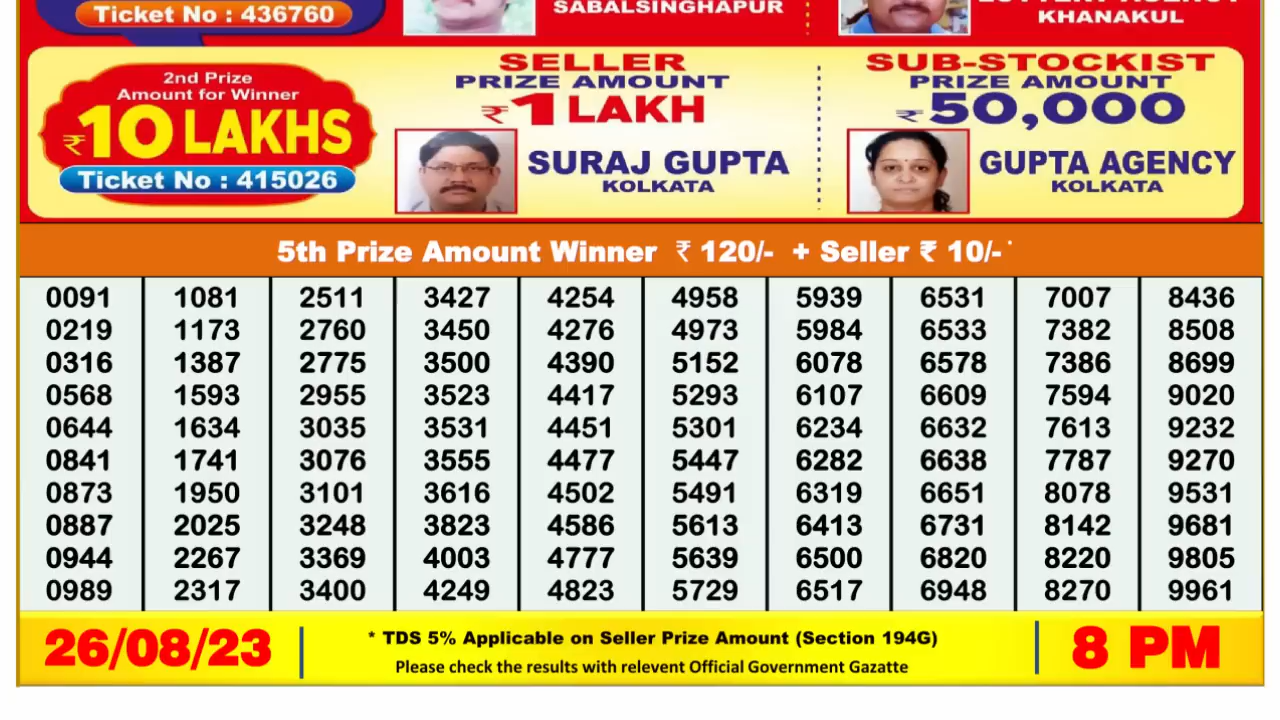 Ticket No : 436760
SABALSINGHAPUR
KHANAKUL
2nd Prize
Amount for Winner
₹10 LAKHS
Ticket No : 415026
SELLER
PRIZE AMOUNT
₹1 LAKH
SURAJ GUPTA
KOLKATA
SUB-STOCKIST
PRIZE AMOUNT
₹50,000
GUPTA AGENCY
KOLKATA
5th Prize Amount Winner ₹ 120/- + Seller ₹ 10/- *
0091 1081 2511 3427 4254 4958 5939 6531 7007 8436
0219 1173 2760 3450 4276 4973 5984 6533 7382 8508
0316 1387 2775 3500 4390 5152 6078 6578 7386 8699
0568 1593 2955 3523 4417 5293 6107 6609 7594 9020
0644 1634 3035 3531 4451 5301 6234 6632 7613 9232
0841 1741 3076 3555 4477 5447 6282 6638 7787 9270
0873 1950 3101 3616 4502 5491 6319 6651 8078 9531
0887 2025 3248 3823 4586 5613 6413 6731 8142 9681
0944 2267 3369 4003 4777 5639 6500 6820 8220 9805
0989 2317 3400 4249 4823 5729 6517 6948 8270 9961
26/08/23
* TDS 5% Applicable on Seller Prize Amount (Section 194G)
Please check the results with relevent Official Government Gazatte
8 PM